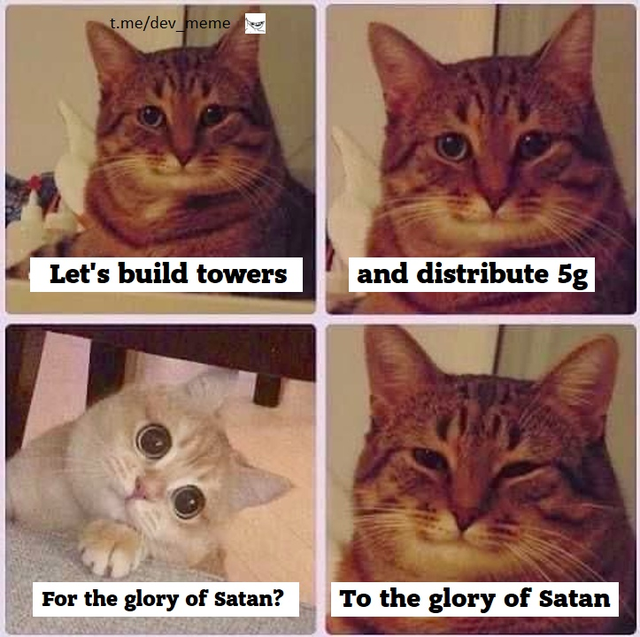 t.me/dev_meme
Let's build towers
and distribute 5g
For the glory of Satan?
To the glory of Satan